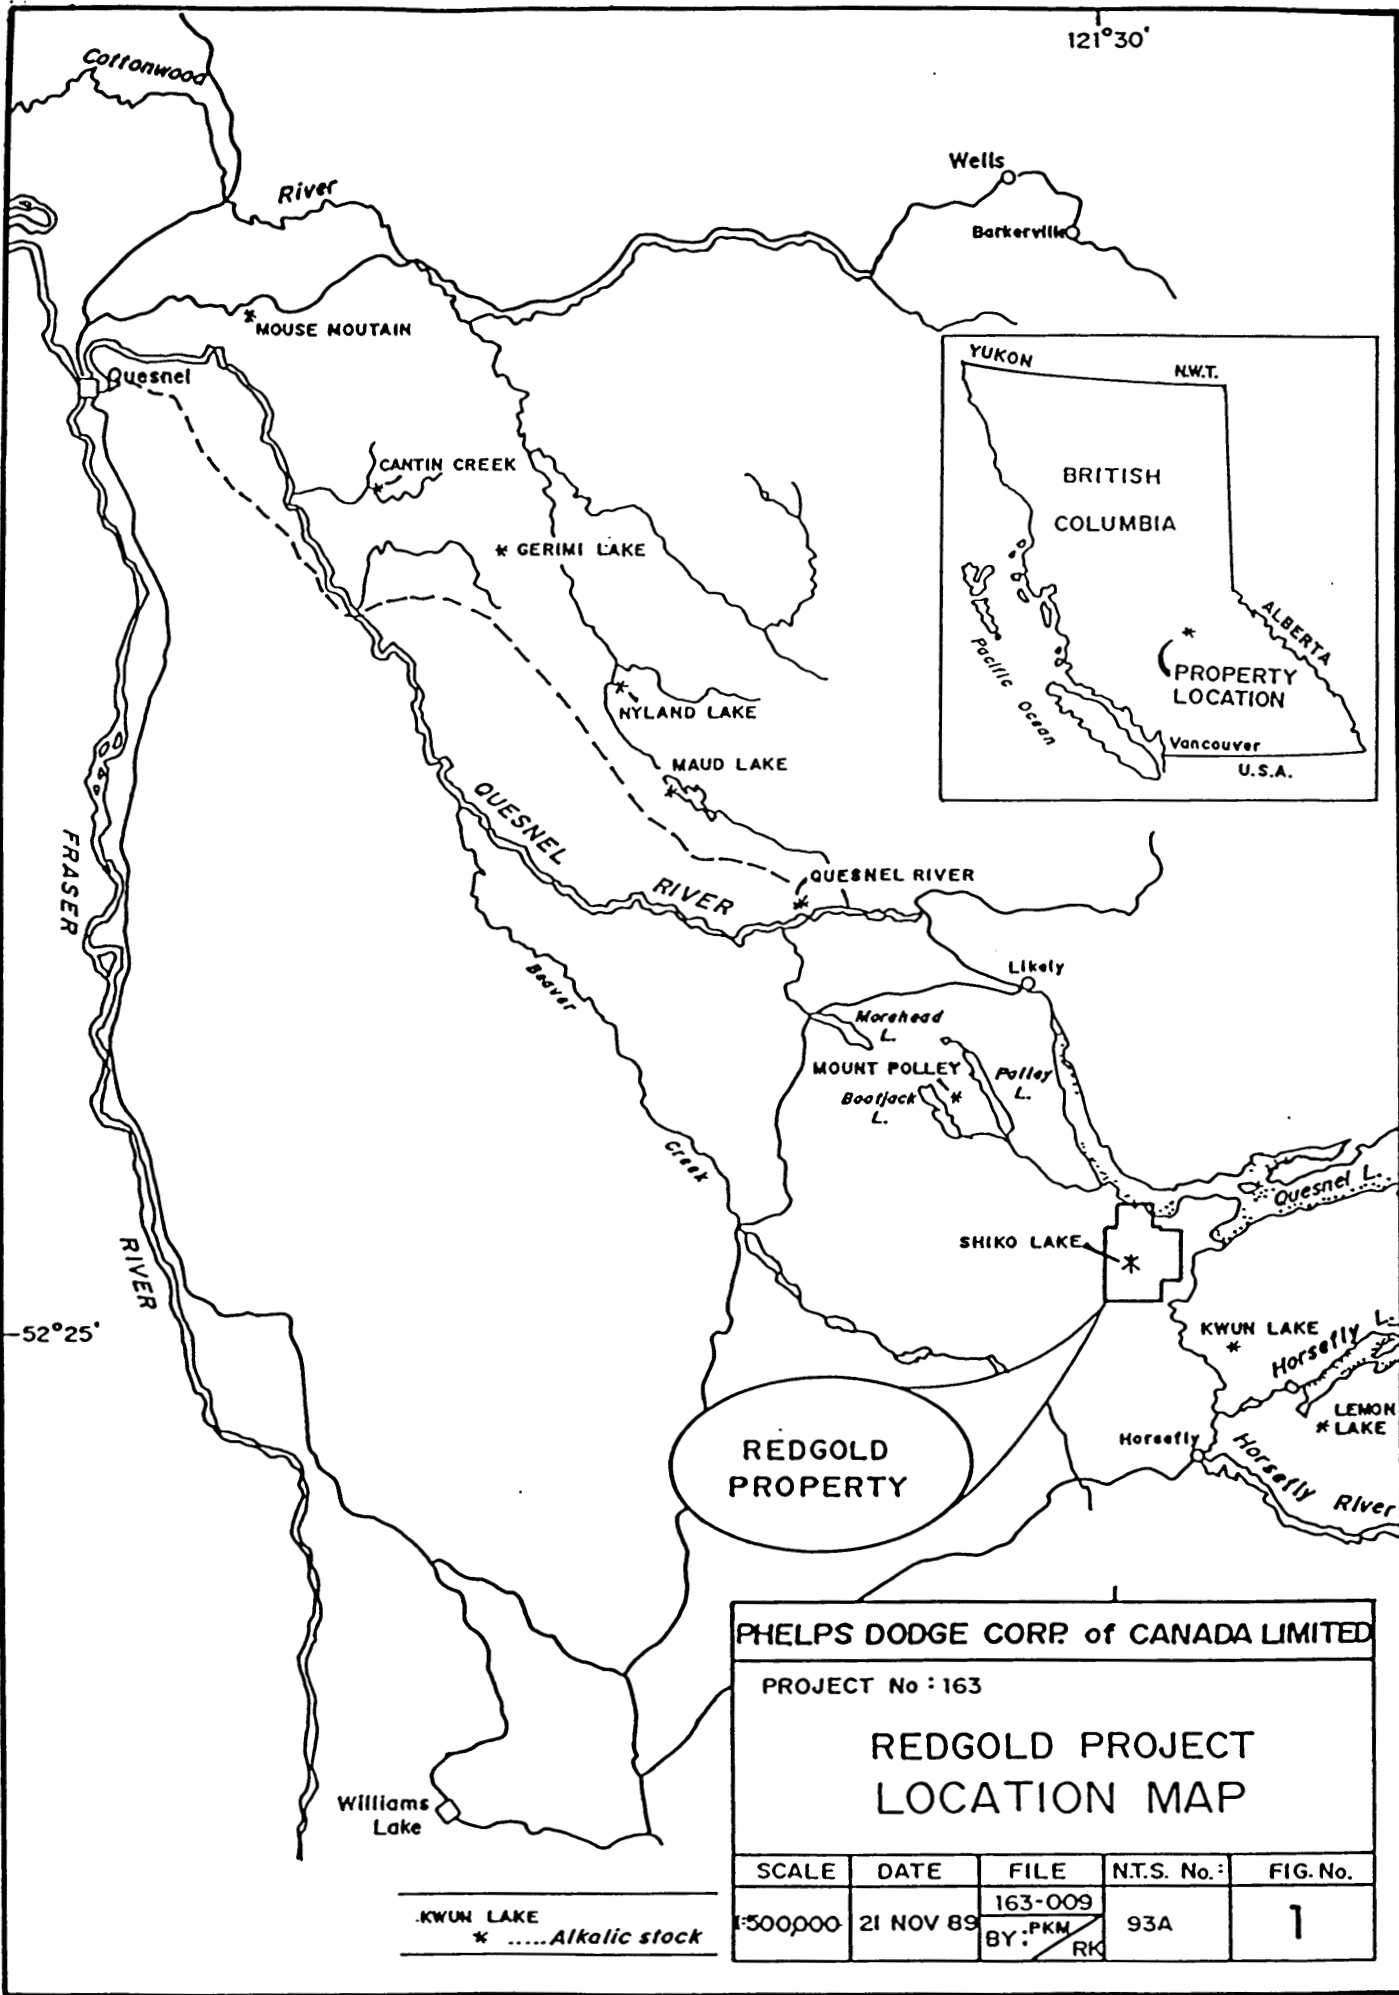 121°30'
Cottonwood
River
Wells
Barkerville
MOUSE MOUTAIN
Quesnel
YUKON
N.W.T.
BRITISH
COLUMBIA
ALBERTA
PROPERTY
LOCATION
Pacific Ocean
Vancouver
U.S.A.
CANTIN CREEK
* GERIMI LAKE
NYLAND LAKE
MAUD LAKE
QUESNEL
RIVER
QUESNEL RIVER
FRASER
RIVER
Beaver
Creek
Likely
Morehead
L.
MOUNT POLLEY
Polley
L.
Bootjack
L.
Quesnel L.
SHIKO LAKE
52°25'
KWUN LAKE
Horsefly L.
LEMON
* LAKE
Horsefly
Horsefly River
REDGOLD
PROPERTY
Williams
Lake
KWUN LAKE
* ..... Alkalic stock
PHELPS DODGE CORP. of CANADA LIMITED
PROJECT No : 163
REDGOLD PROJECT
LOCATION MAP
SCALE DATE FILE N.T.S. No.: FIG. No.
1:500,000 21 NOV 89 163-009 93A 1
BY: PKM / RK